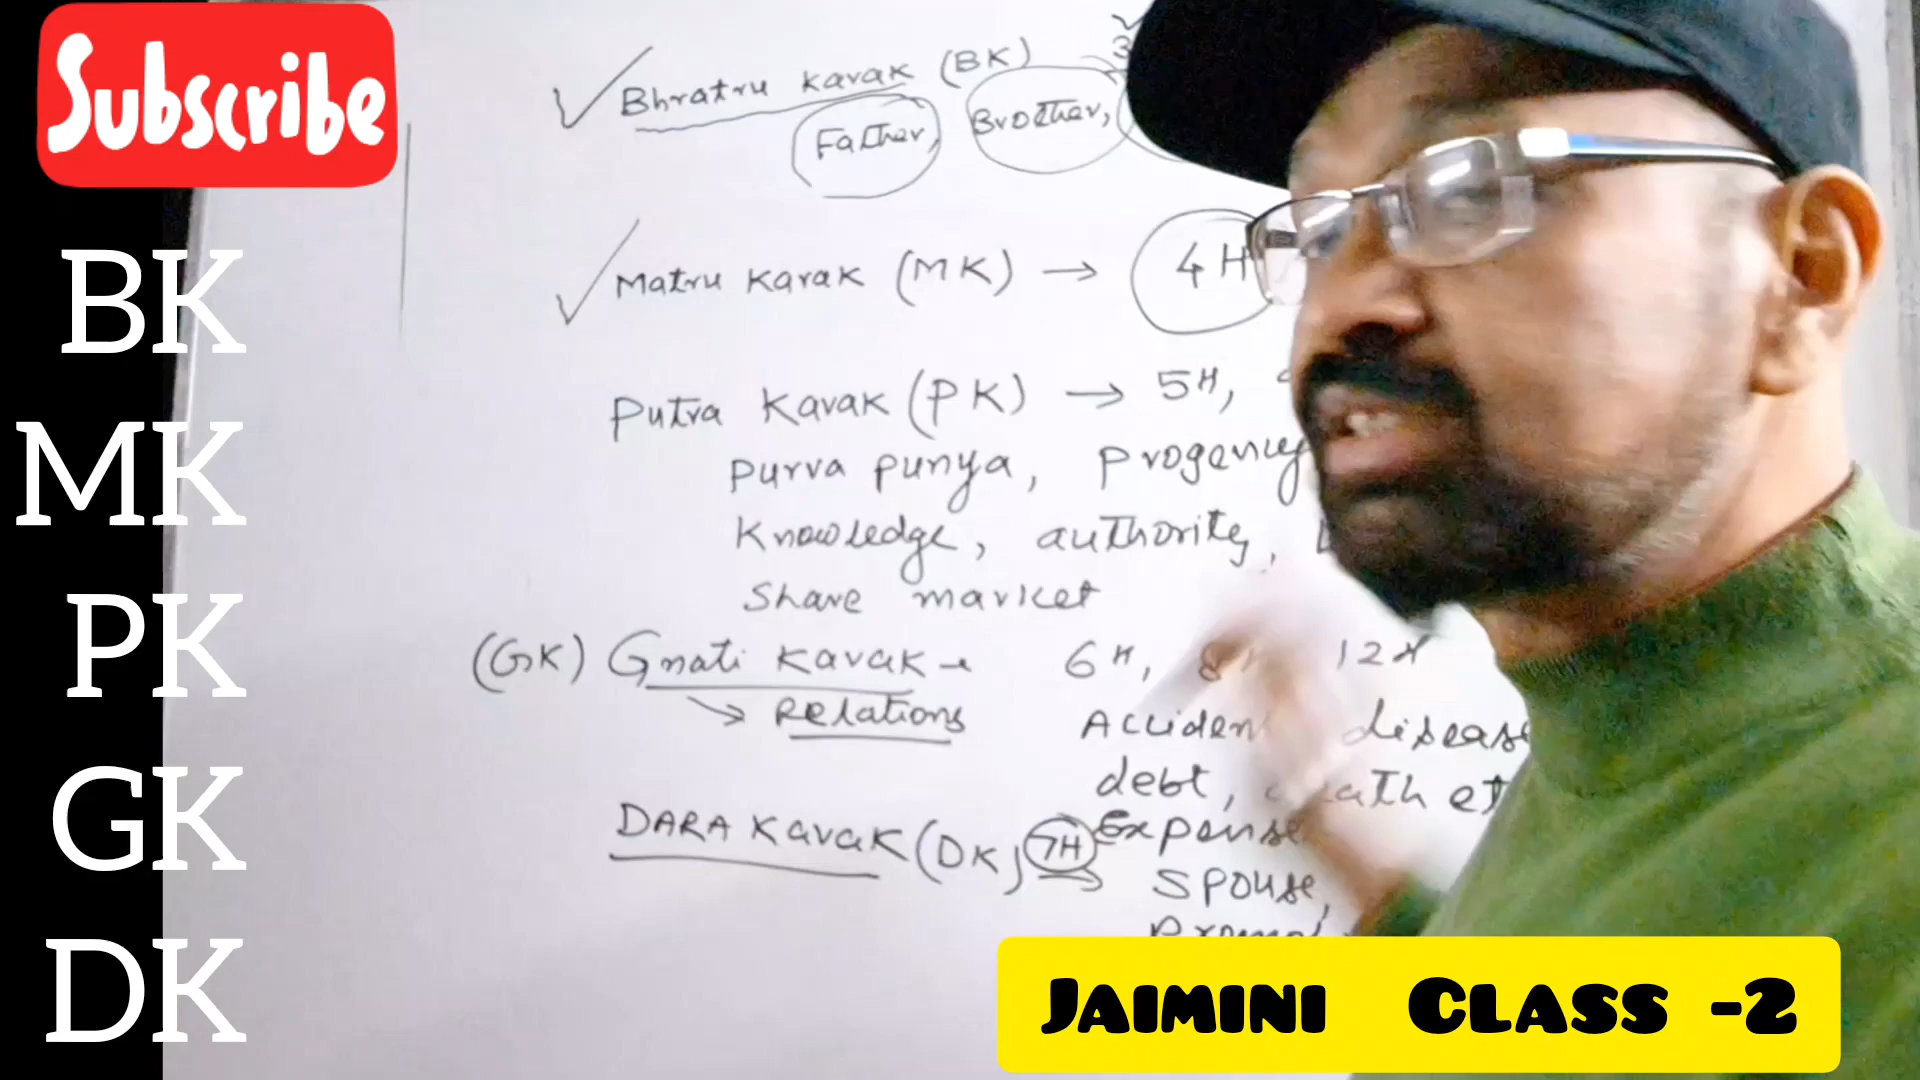 Subscribe
BK
MK
PK
GK
DK
Bhratru Karak (BK)
Father, Brother,
Matru Karak (MK) → 4H
Putra Karak (PK) → 5H,
Purva punya, progeny
Knowledge, authority,
Share market
(GK) Gnati Karak → 6H, 8H 12H
→ Relations
Accident disease
debt, death et
DARA Karak (DK) 7H Expense
Spouse,
JAIMINI CLASS -2